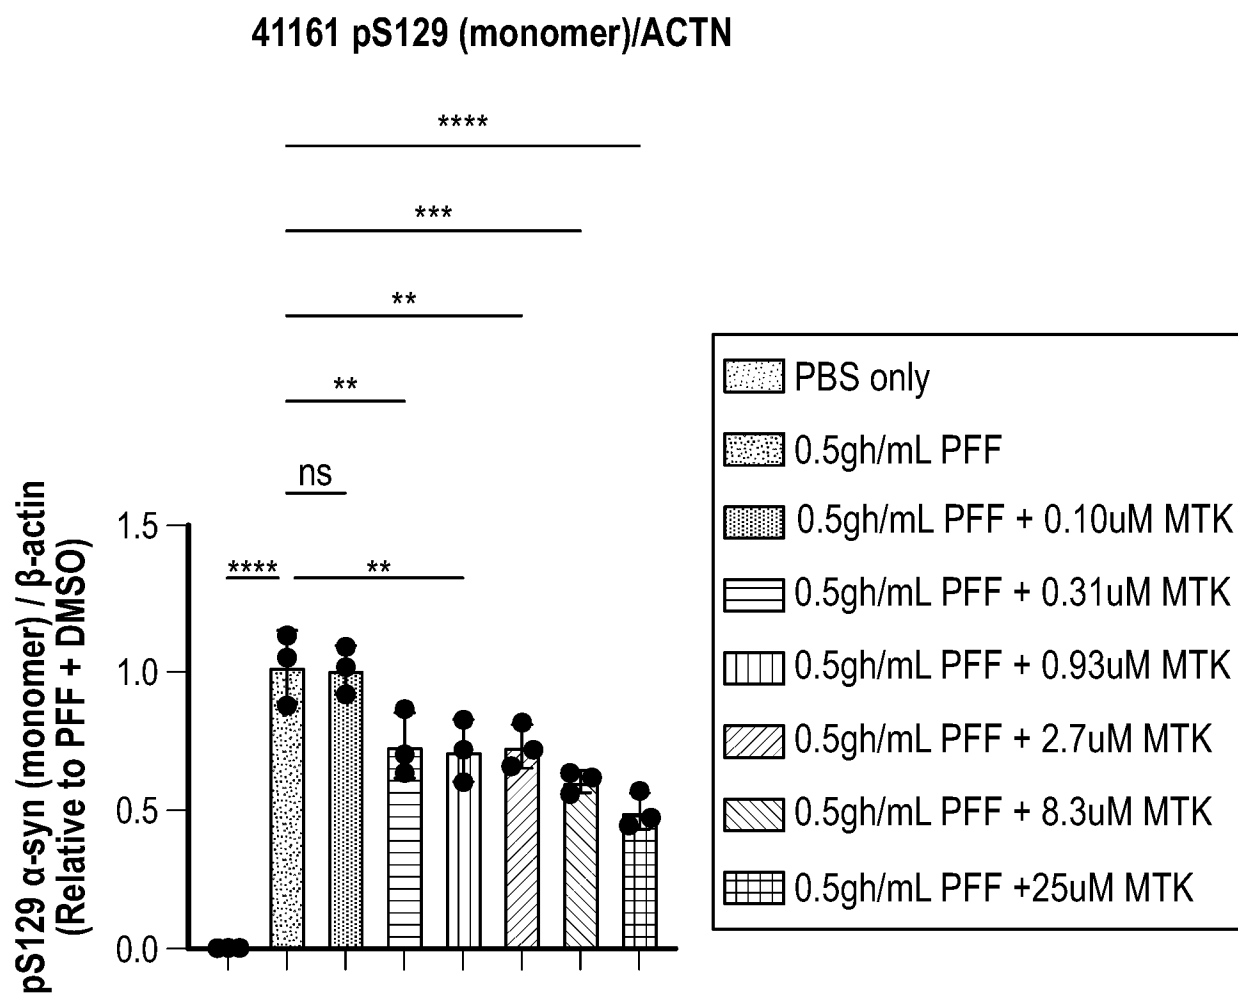 41161 pS129 (monomer)/ACTN
****
***
**
**
ns
**** **
pS129 α-syn (monomer) / β-actin
(Relative to PFF + DMSO)
1.5
1.0
0.5
0.0
PBS only
0.5gh/mL PFF
0.5gh/mL PFF + 0.10uM MTK
0.5gh/mL PFF + 0.31uM MTK
0.5gh/mL PFF + 0.93uM MTK
0.5gh/mL PFF + 2.7uM MTK
0.5gh/mL PFF + 8.3uM MTK
0.5gh/mL PFF +25uM MTK